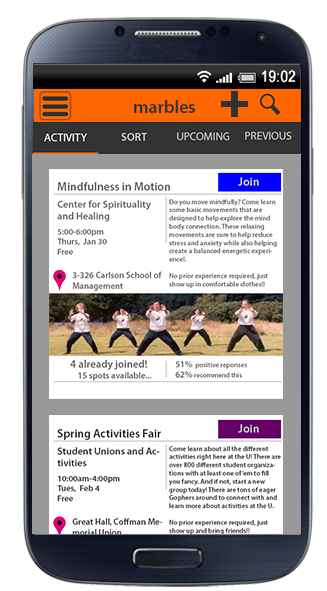 19:02
marbles
ACTIVITY SORT UPCOMING PREVIOUS
Mindfulness in Motion
Join
Center for Spirituality
and Healing
5:00-6:00pm
Thurs, Jan 30
Free
3-326 Carlson School of
Management
Do you move mindfully? Come learn
some basic movements that are
designed to help explore the mind
body connection. These relaxing
movements are sure to help reduce
stress and anxiety while also helping
create a balanced energetic experi-
ence!.
No prior experience required, just
show up in comfortable clothes!!
4 already joined!
15 spots available...
51% positive reponses
62% recommend this
Spring Activities Fair
Join
Student Unions and Ac-
tivities
10:00am-4:00pm
Tues, Feb 4
Free
Great Hall, Coffman Me-
morial Union
Come learn about all the different
activities right here at the U! There are
over 800 different student organiza-
tions with at least one of 'em to fill
you fancy. And if not, start a new
group today! There are tons of eager
Gophers around to connect with and
learn more about activities at the U.
No prior experience required, just
show up and bring friends!!